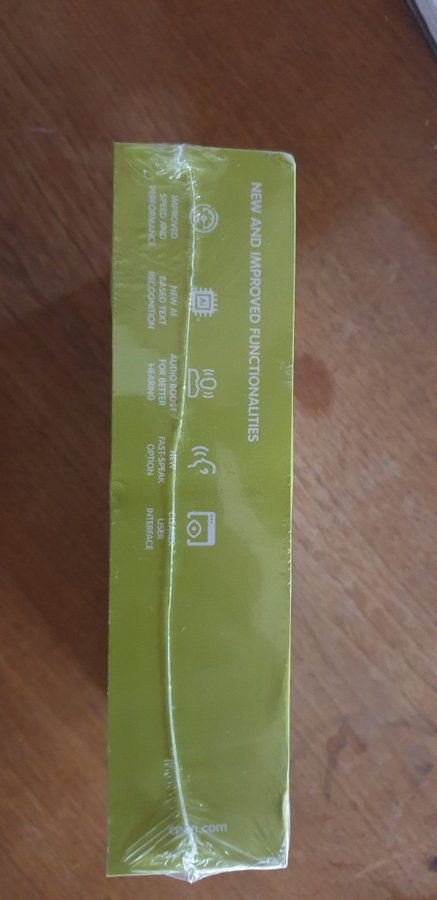 NEW AND IMPROVED FUNCTIONALITIES
IMPROVED
SPEED AND
PERFORMANCE
NEW AI
BASED TEXT
RECOGNITION
AUDIO BOOST
FOR BETTER
HEARING
NEW
FAST-SPEAK
OPTION
USER
INTERFACE